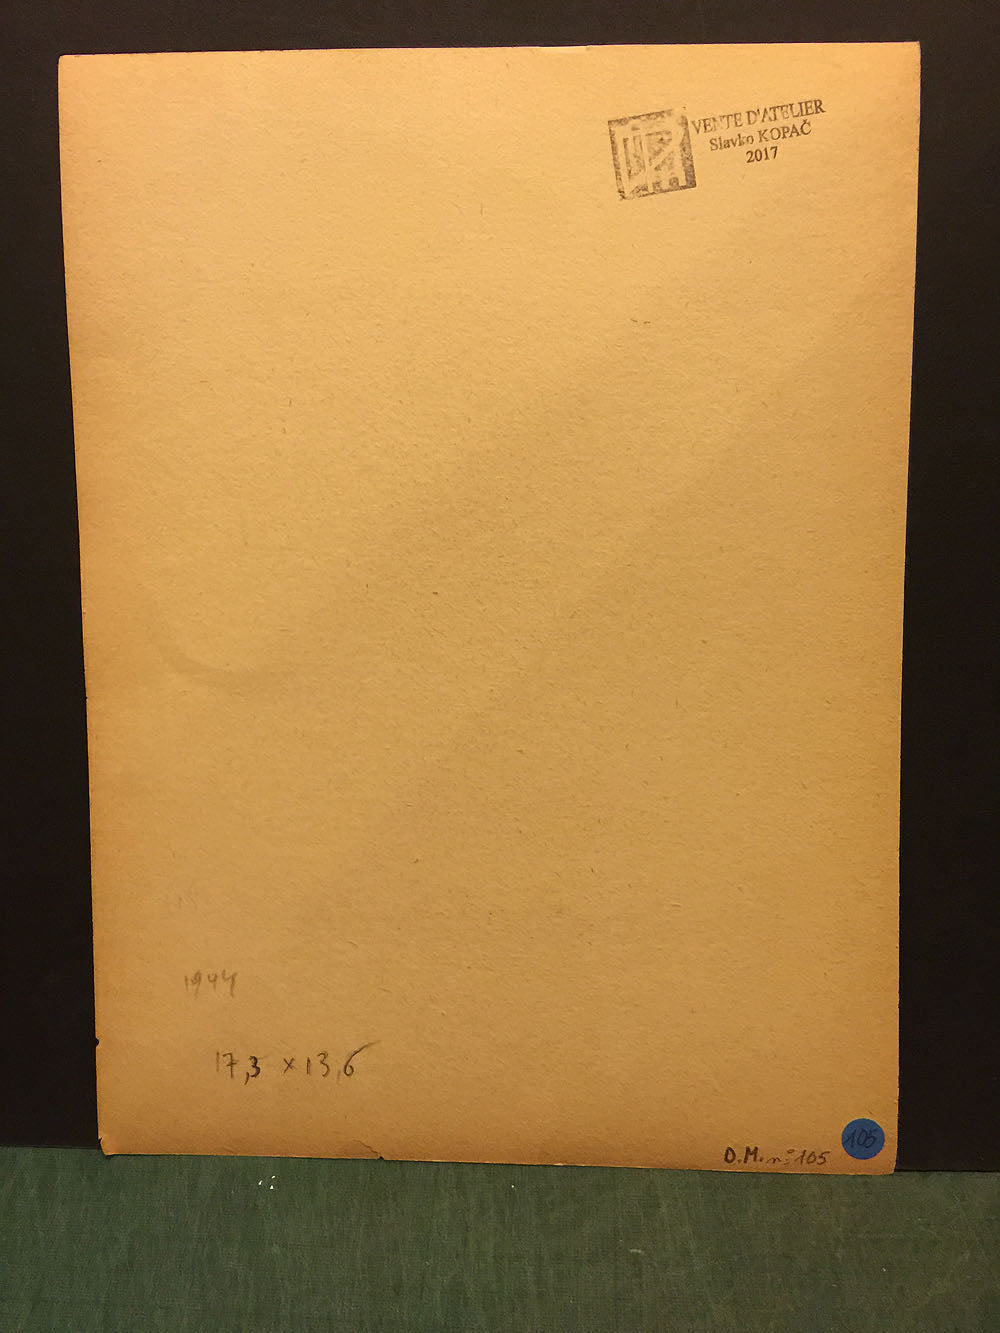 VENTE D'ATELIER
Slavko KOPAČ
2017
1944
17,3 x 13,6
D.M. n° 105
105